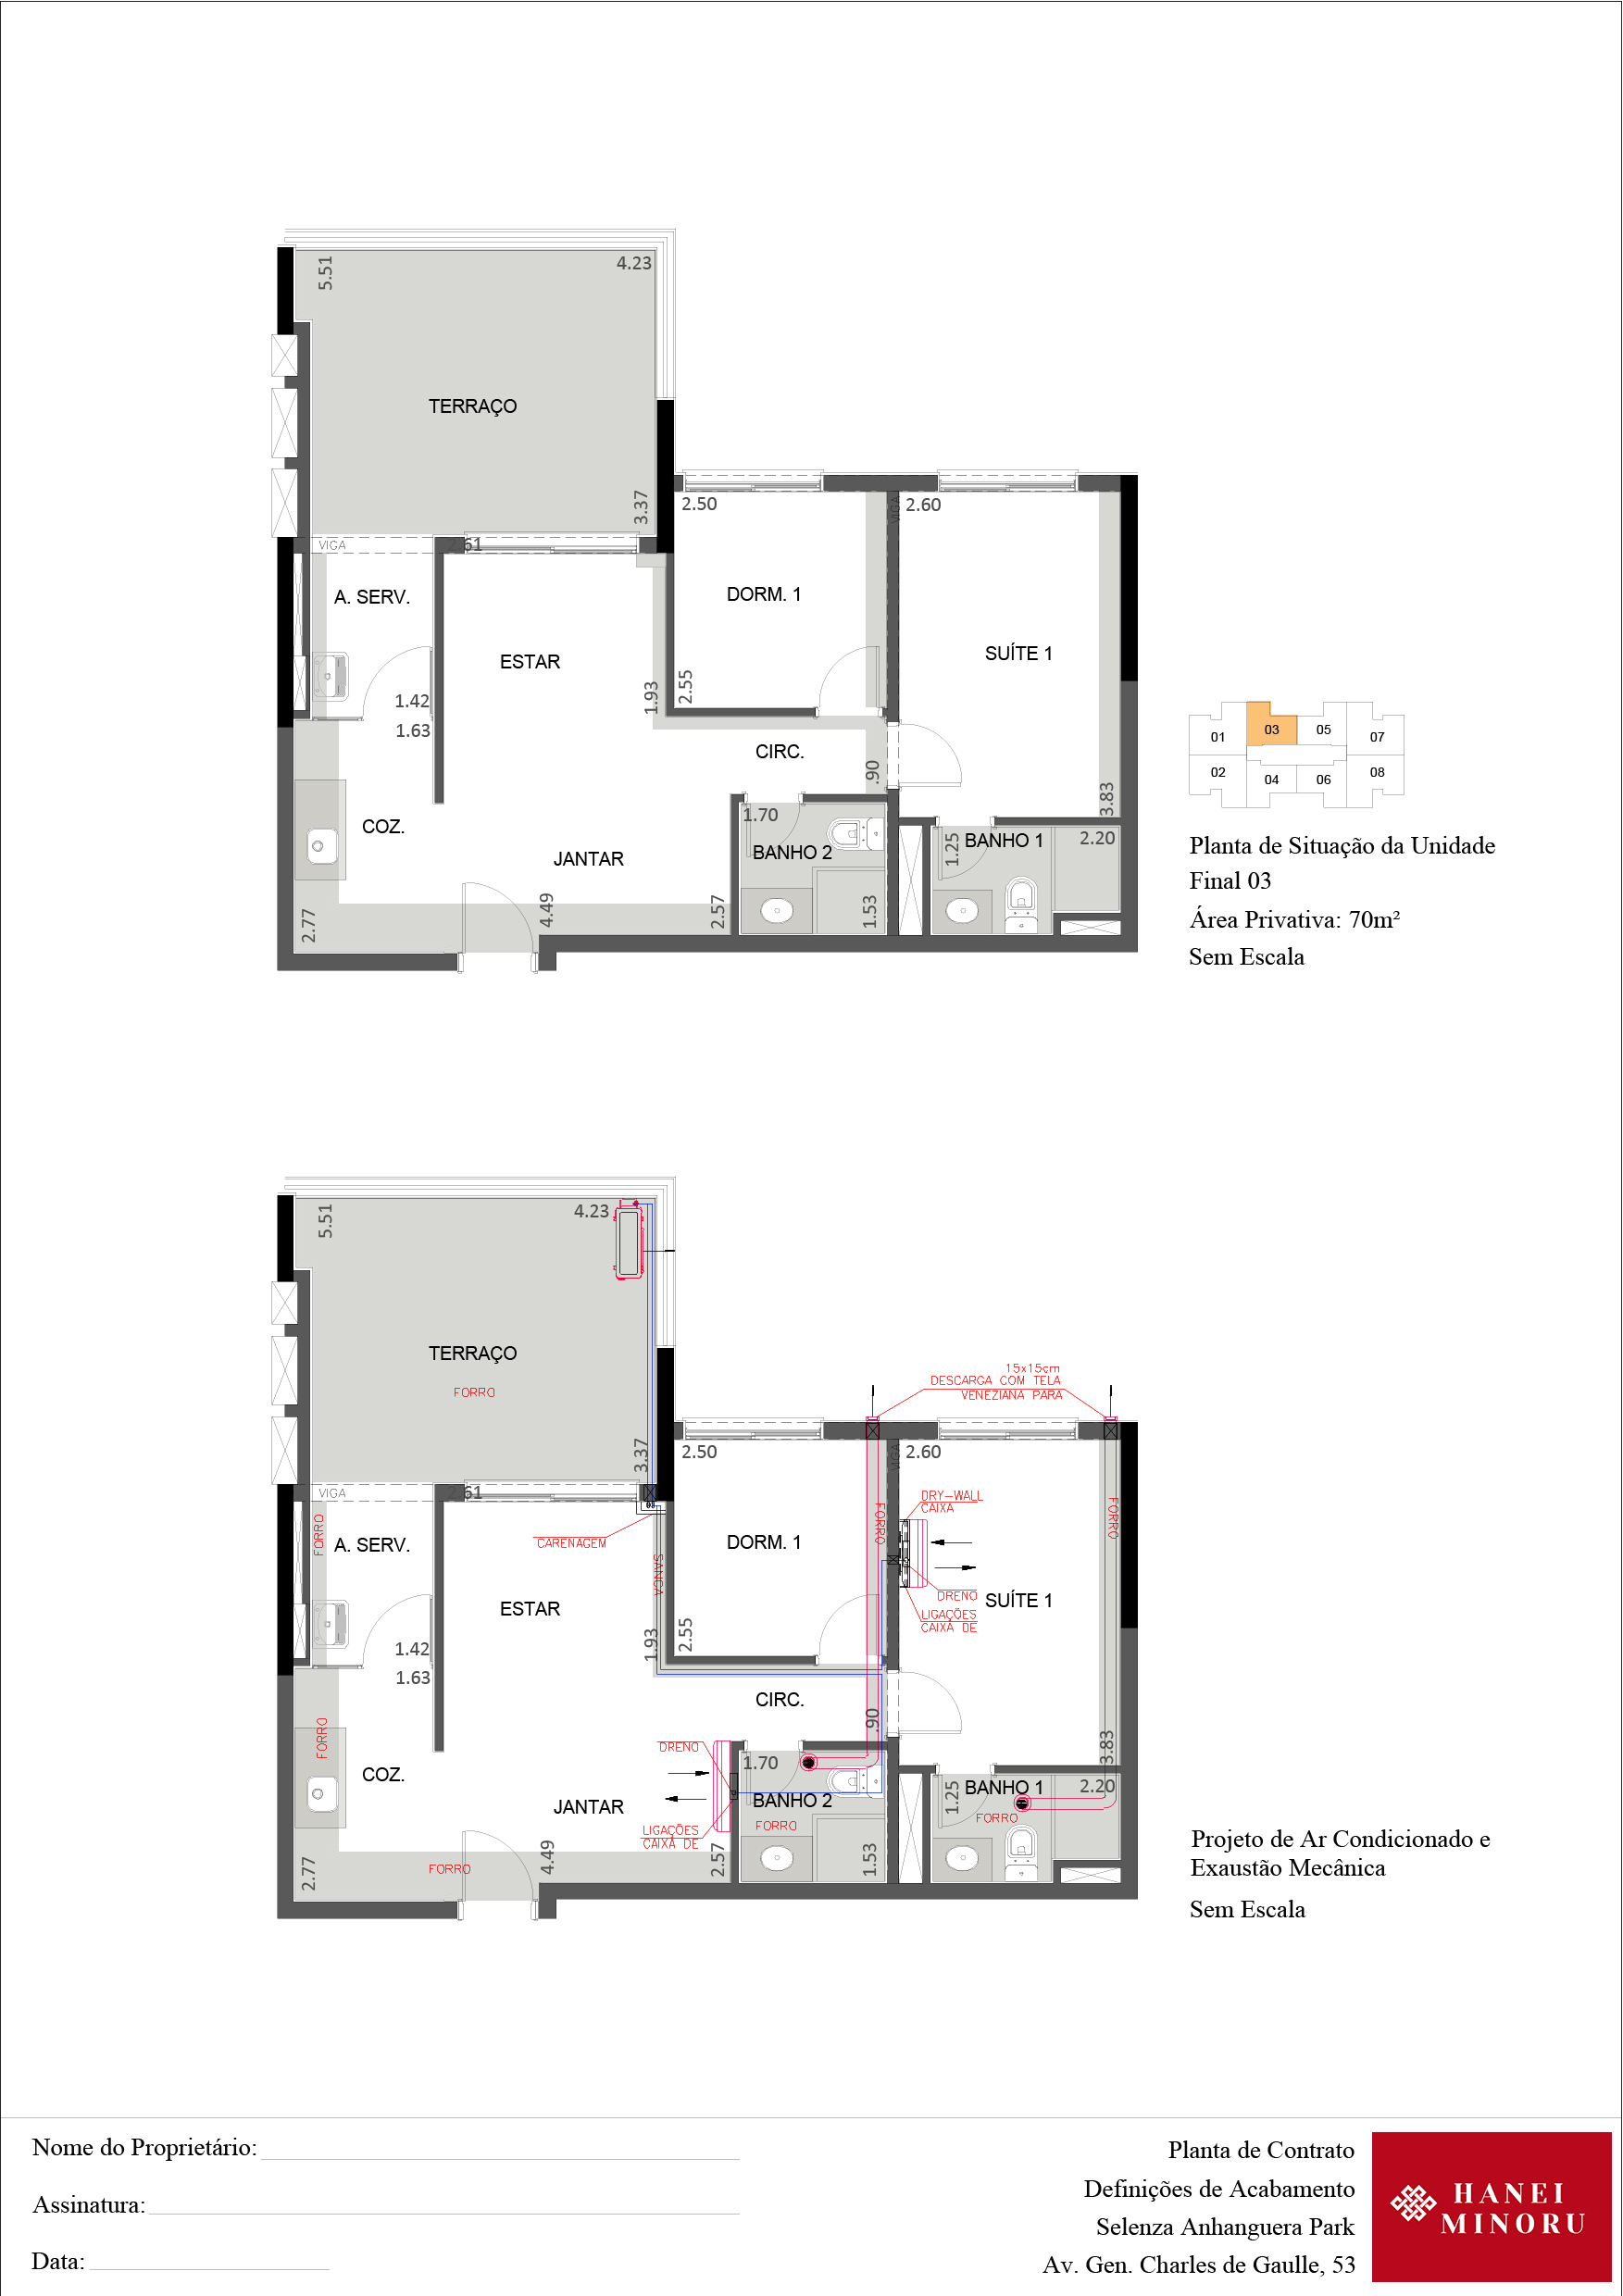 5.51
4.23
TERRAÇO
3.37
2.50
2.60
VIGA
VIGA
2.61
A. SERV.
DORM. 1
ESTAR
SUÍTE 1
1.42
1.93
2.55
1.63
CIRC.
.90
3.83
COZ.
1.70
BANHO 2
1.25
BANHO 1
2.20
JANTAR
2.77
4.49
2.57
1.53
01
03
05
07
02
04
06
08
Planta de Situação da Unidade
Final 03
Área Privativa: 70m²
Sem Escala
5.51
4.23
TERRAÇO
FORRO
15x15cm
DESCARGA COM TELA
VENEZIANA PARA
3.37
2.50
2.60
VIGA
VIGA
2.61
DRY-WALL
CAIXA
FORRO
FORRO
FORRO
A. SERV.
CARENAGEM
SANCA
DORM. 1
ESTAR
DRENO
SUÍTE 1
LIGAÇÕES
CAIXA DE
1.42
1.93
2.55
1.63
CIRC.
.90
3.83
FORRO
COZ.
DRENO
1.70
BANHO 2
1.25
BANHO 1
2.20
JANTAR
FORRO
FORRO
LIGAÇÕES
CAIXA DE
2.77
FORRO
4.49
2.57
1.53
Projeto de Ar Condicionado e
Exaustão Mecânica
Sem Escala
Nome do Proprietário:
Assinatura:
Data:
Planta de Contrato
Definições de Acabamento
Selenza Anhanguera Park
Av. Gen. Charles de Gaulle, 53
HANEI
MINORU